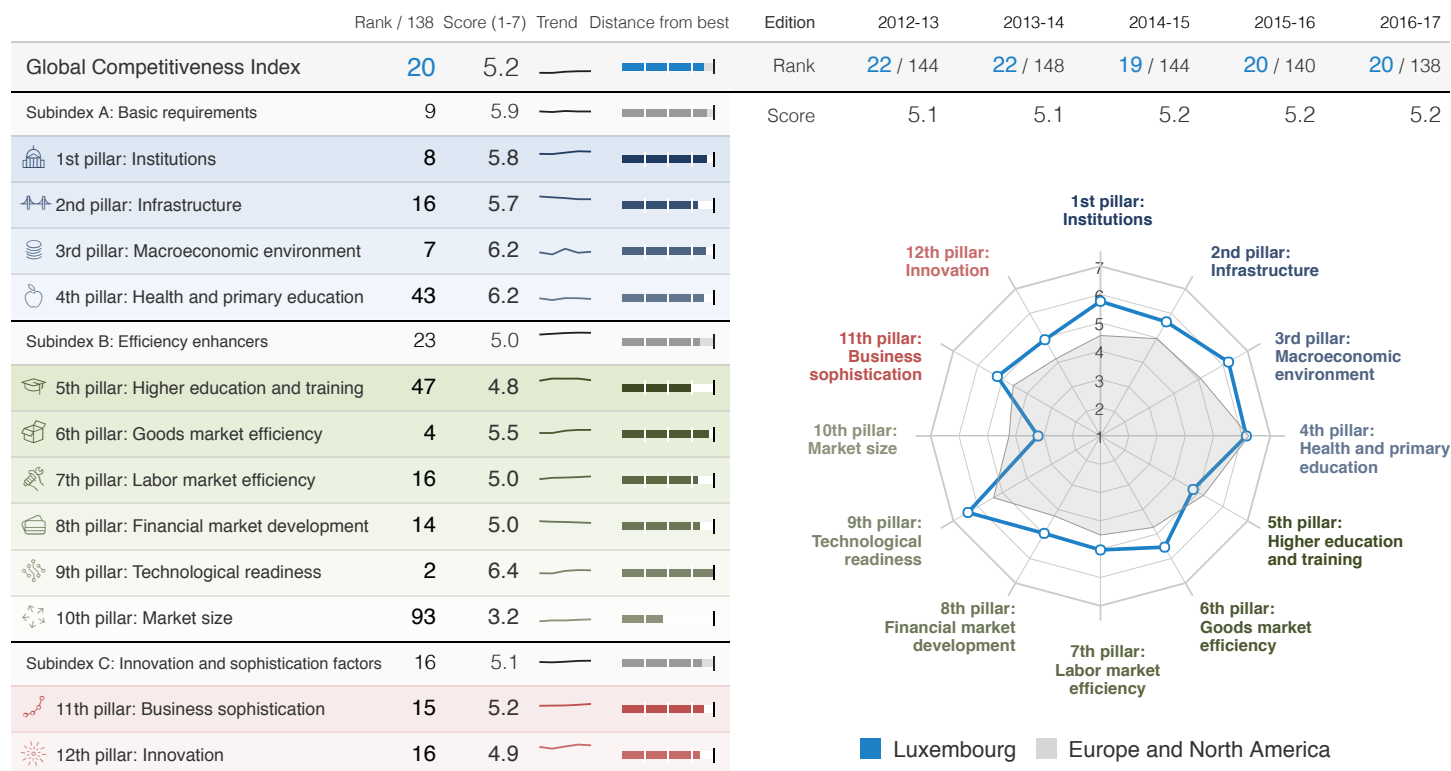 Rank / 138 Score (1-7) Trend Distance from best
Global Competitiveness Index 20 5.2
Subindex A: Basic requirements 9 5.9
1st pillar: Institutions 8 5.8
2nd pillar: Infrastructure 16 5.7
3rd pillar: Macroeconomic environment 7 6.2
4th pillar: Health and primary education 43 6.2
Subindex B: Efficiency enhancers 23 5.0
5th pillar: Higher education and training 47 4.8
6th pillar: Goods market efficiency 4 5.5
7th pillar: Labor market efficiency 16 5.0
8th pillar: Financial market development 14 5.0
9th pillar: Technological readiness 2 6.4
10th pillar: Market size 93 3.2
Subindex C: Innovation and sophistication factors 16 5.1
11th pillar: Business sophistication 15 5.2
12th pillar: Innovation 16 4.9
Edition 2012-13 2013-14 2014-15 2015-16 2016-17
Rank 22 / 144 22 / 148 19 / 144 20 / 140 20 / 138
Score 5.1 5.1 5.2 5.2 5.2
1st pillar:
Institutions
2nd pillar:
Infrastructure
3rd pillar:
Macroeconomic
environment
4th pillar:
Health and primary
education
5th pillar:
Higher education
and training
6th pillar:
Goods market
efficiency
7th pillar:
Labor market
efficiency
8th pillar:
Financial market
development
9th pillar:
Technological
readiness
10th pillar:
Market size
11th pillar:
Business
sophistication
12th pillar:
Innovation
7
6
5
4
3
2
1
Luxembourg Europe and North America